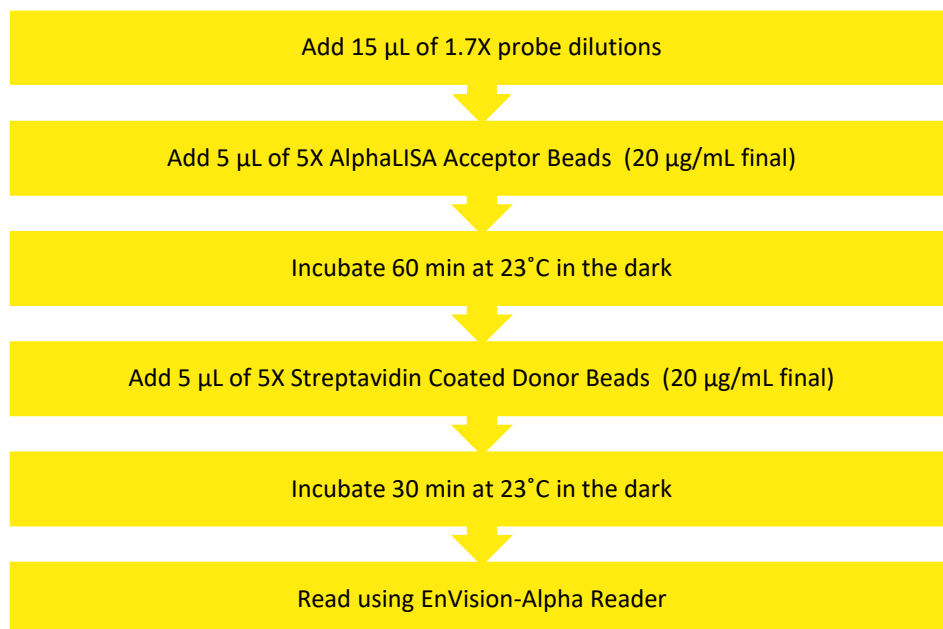 Add 15 µL of 1.7X probe dilutions
Add 5 µL of 5X AlphaLISA Acceptor Beads  (20 µg/mL final)
Incubate 60 min at 23˚C in the dark
Add 5 µL of 5X Streptavidin Coated Donor Beads  (20 µg/mL final)
Incubate 30 min at 23˚C in the dark
Read using EnVision-Alpha Reader